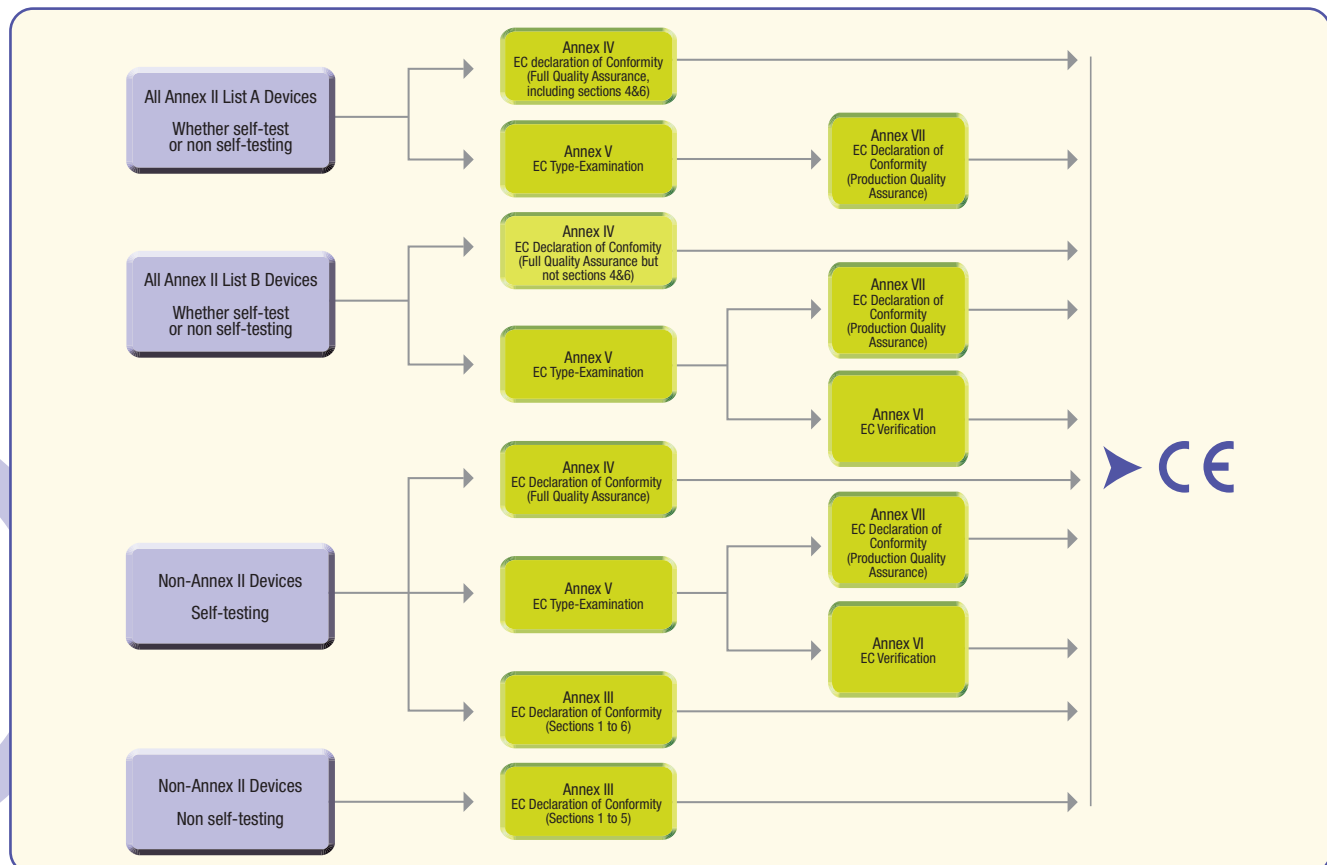 All Annex II List A Devices
Whether self-test
or non self-testing
Annex IV
EC declaration of Conformity
(Full Quality Assurance,
including sections 4&6)
Annex V
EC Type-Examination
Annex VII
EC Declaration of
Conformity
(Production Quality
Assurance)
All Annex II List B Devices
Whether self-test
or non self-testing
Annex IV
EC Declaration of Conformity
(Full Quality Assurance but
not sections 4&6)
Annex V
EC Type-Examination
Annex VII
EC Declaration of
Conformity
(Production Quality
Assurance)
Annex VI
EC Verification
Non-Annex II Devices
Self-testing
Annex IV
EC Declaration of Conformity
(Full Quality Assurance)
Annex V
EC Type-Examination
Annex VII
EC Declaration of
Conformity
(Production Quality
Assurance)
Annex VI
EC Verification
Annex III
EC Declaration of Conformity
(Sections 1 to 6)
Non-Annex II Devices
Non self-testing
Annex III
EC Declaration of Conformity
(Sections 1 to 5)
CE